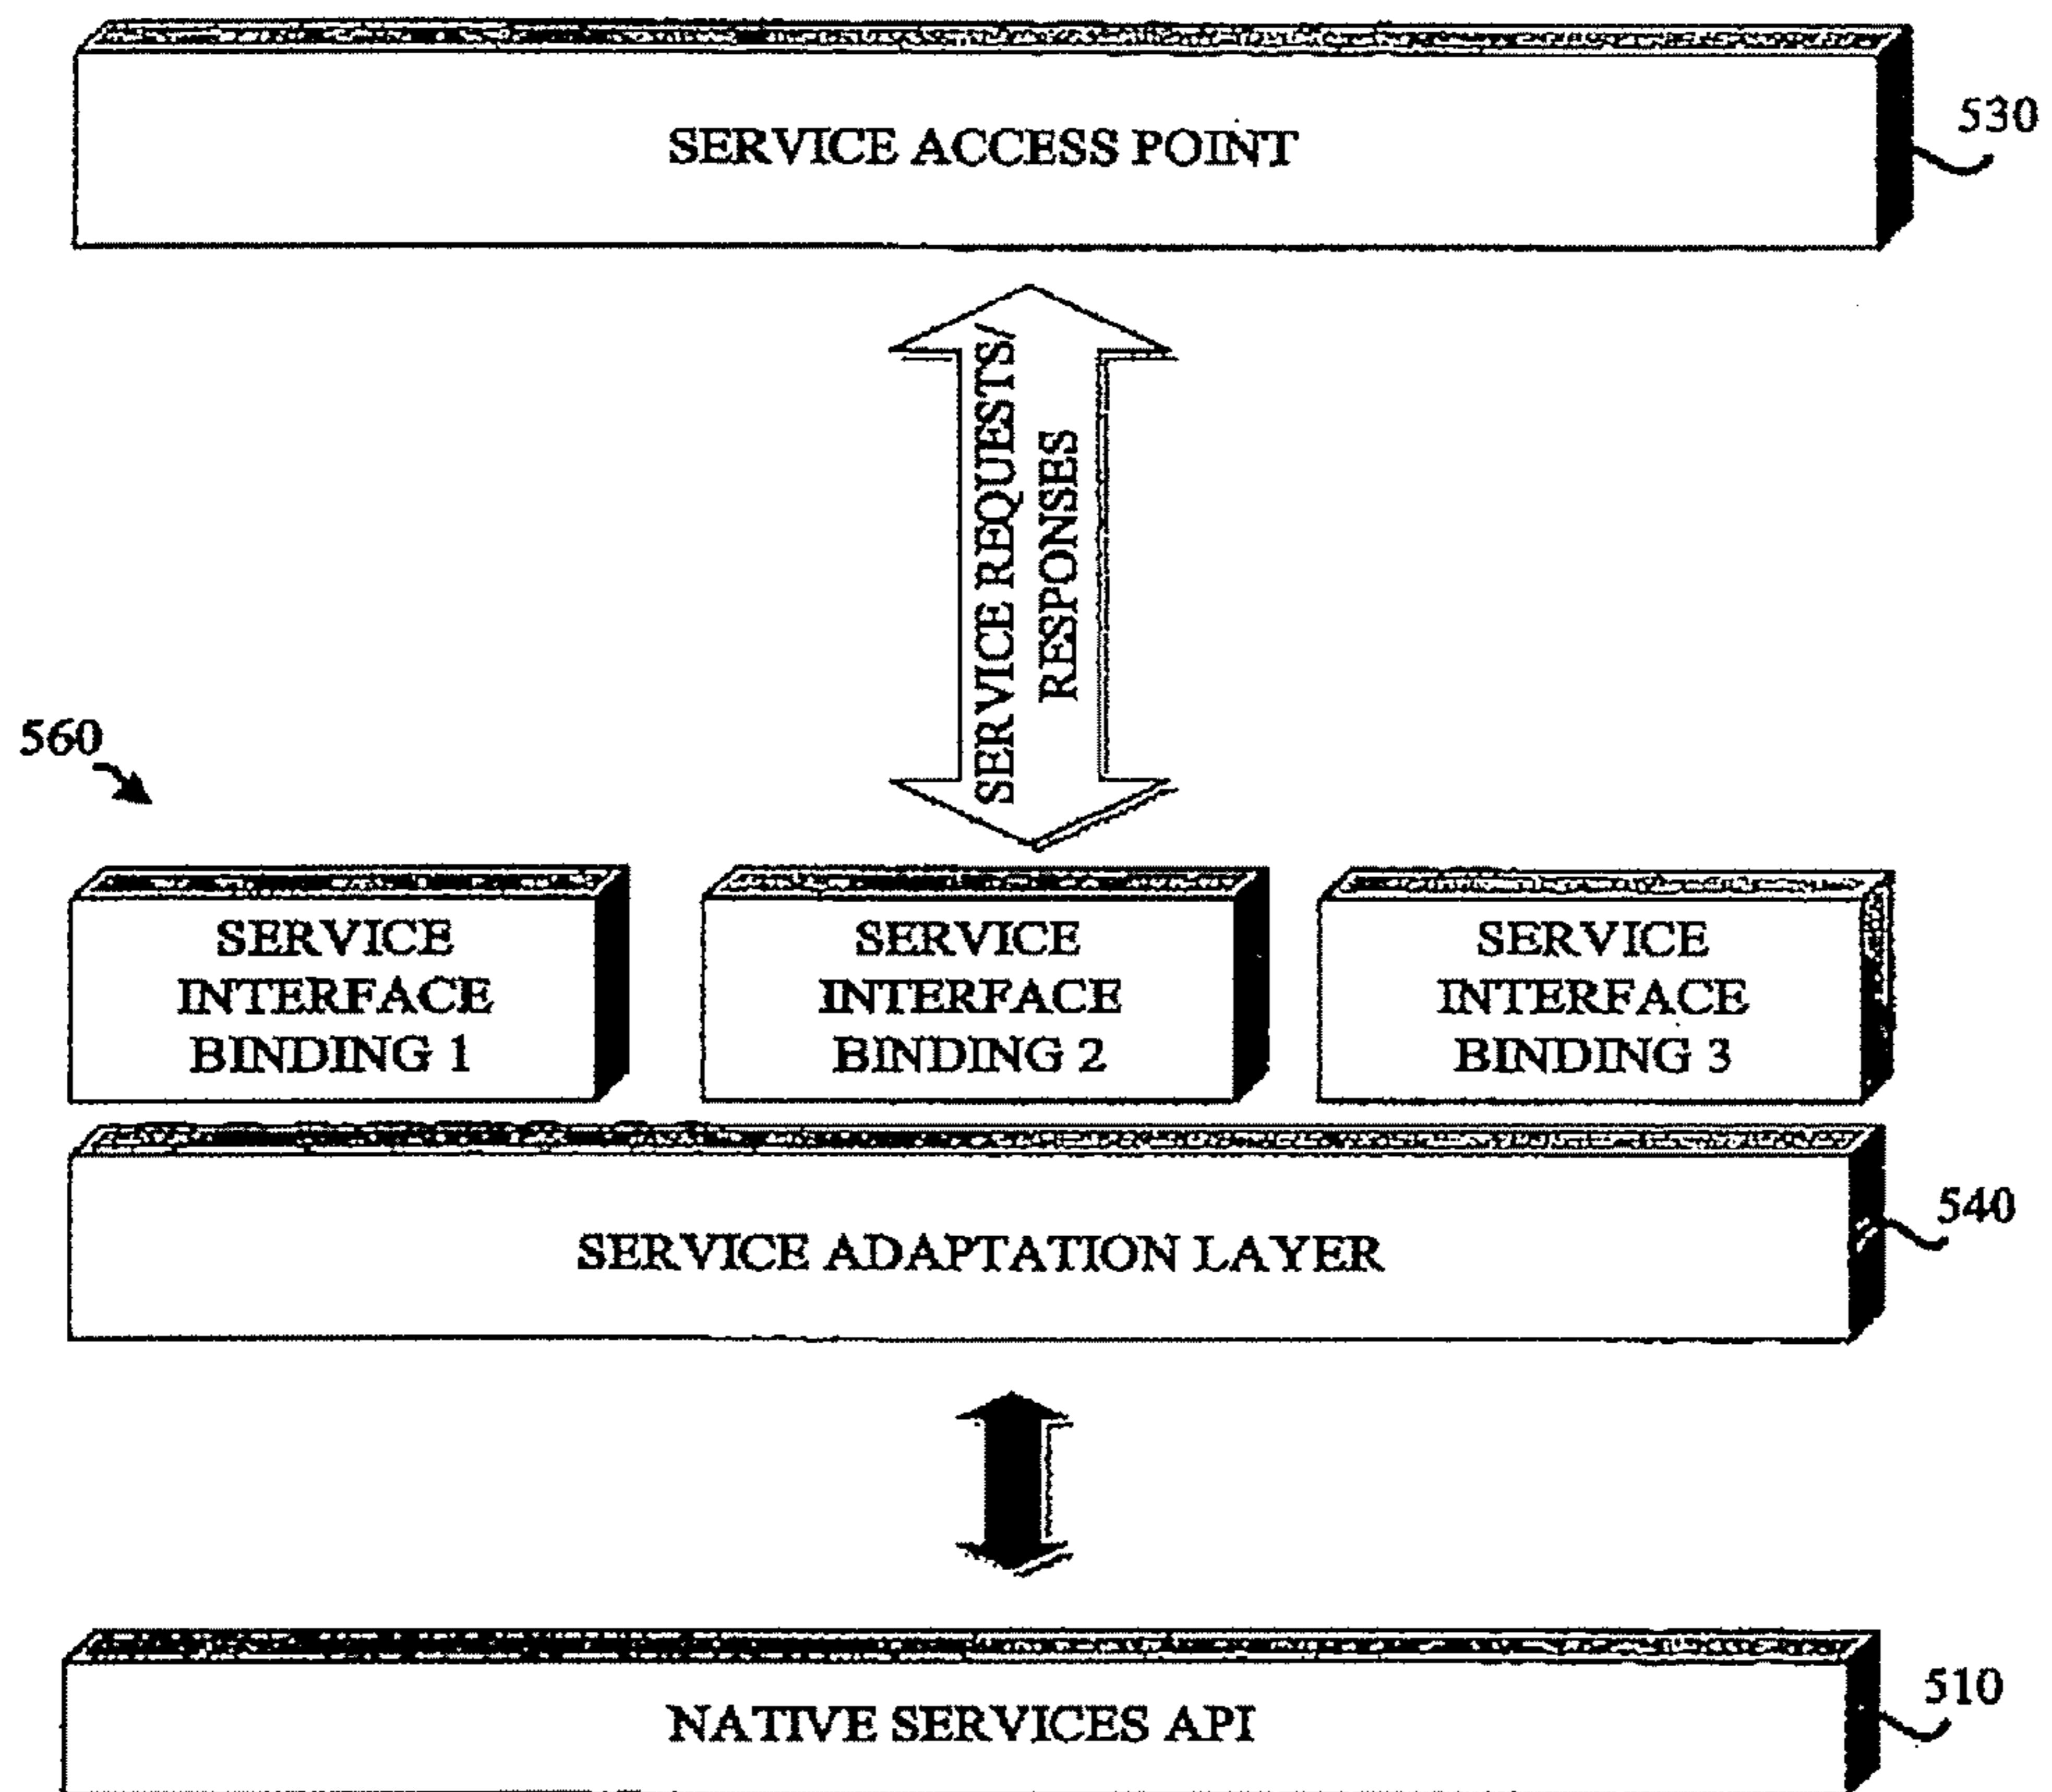 SERVICE ACCESS POINT
530
SERVICE REQUESTS/
RESPONSES
560
SERVICE
INTERFACE
BINDING 1
SERVICE
INTERFACE
BINDING 2
SERVICE
INTERFACE
BINDING 3
SERVICE ADAPTATION LAYER
540
NATIVE SERVICES API
510